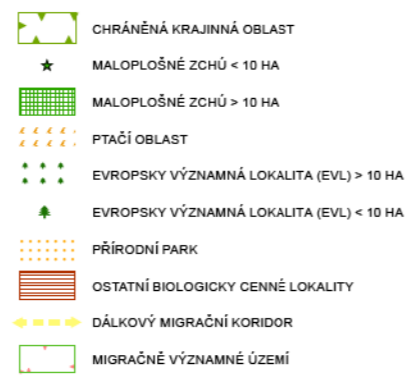 CHRÁNĚNÁ KRAJINNÁ OBLAST
MALOPLOŠNÉ ZCHÚ < 10 HA
MALOPLOŠNÉ ZCHÚ > 10 HA
PTAČÍ OBLAST
EVROPSKY VÝZNAMNÁ LOKALITA (EVL) > 10 HA
EVROPSKY VÝZNAMNÁ LOKALITA (EVL) < 10 HA
PŘÍRODNÍ PARK
OSTATNÍ BIOLOGICKY CENNÉ LOKALITY
DÁLKOVÝ MIGRAČNÍ KORIDOR
MIGRAČNĚ VÝZNAMNÉ ÚZEMÍ